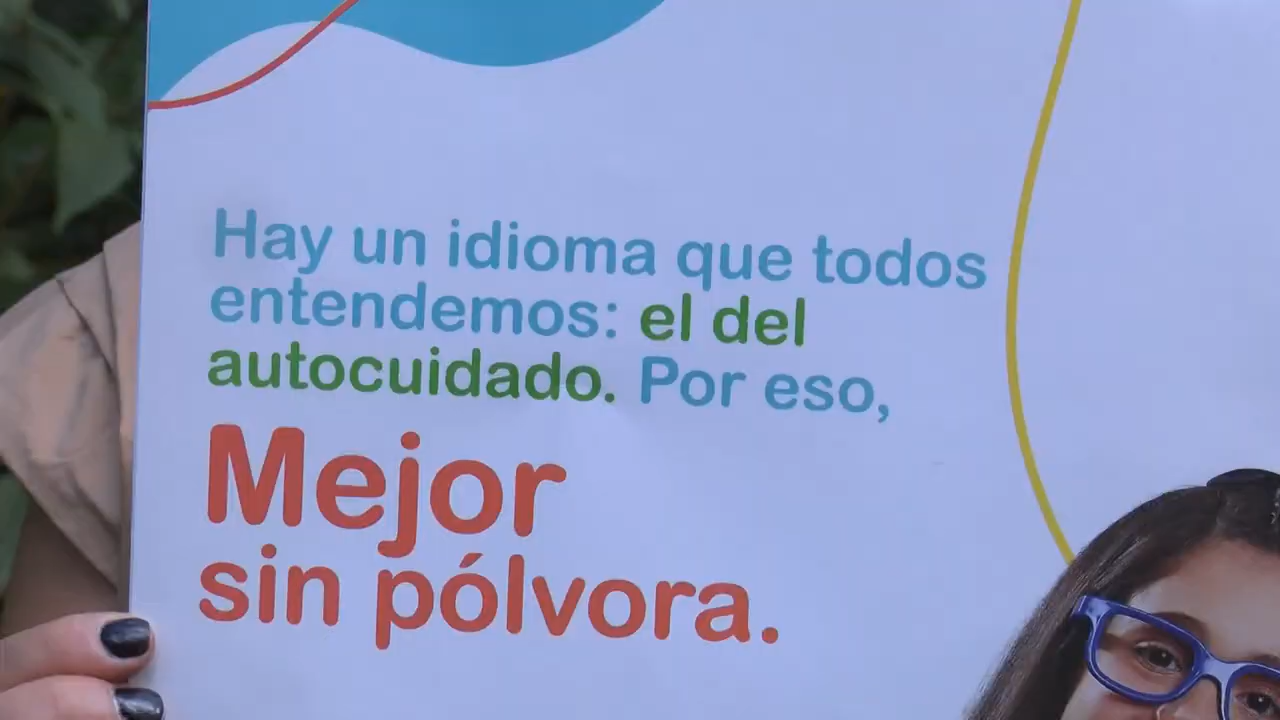 Hay un idioma que todos
entendemos: el del
autocuidado. Por eso,
Mejor
sin pólvora.